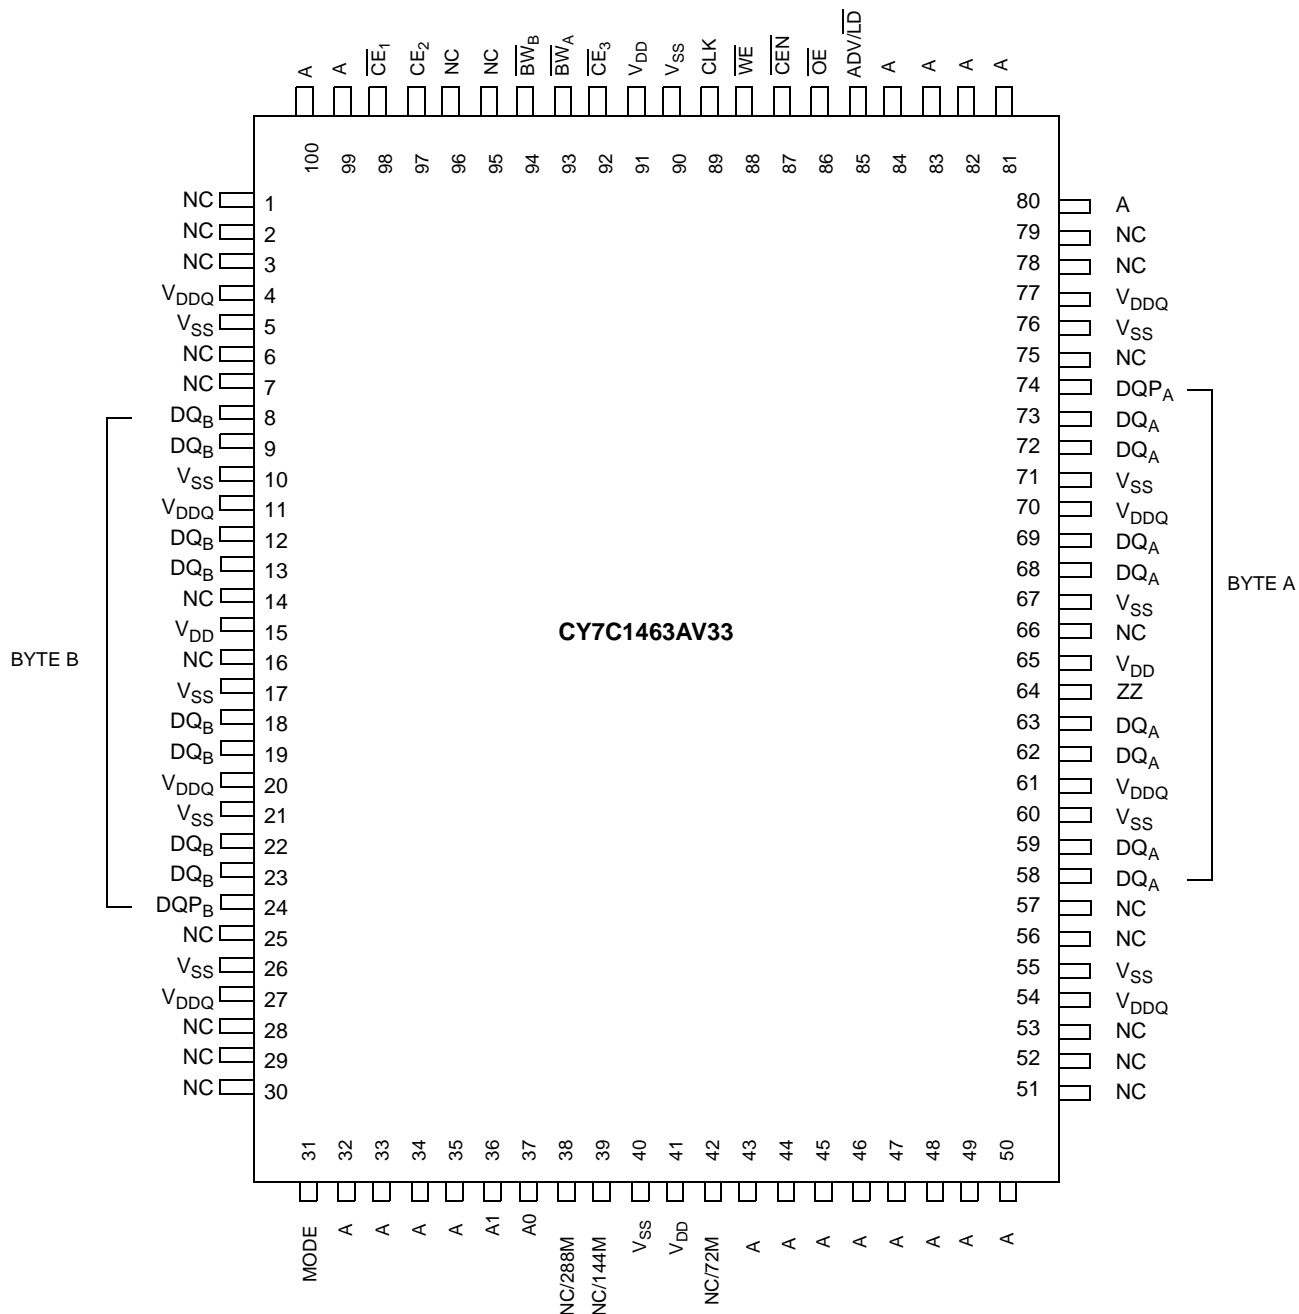 A A CE1 CE2 NC NC BWB BWA CE3 VDD VSS CLK WE CEN OE ADV/LD A A A A
100 99 98 97 96 95 94 93 92 91 90 89 88 87 86 85 84 83 82 81
NC 1 80 A
NC 2 79 NC
NC 3 78 NC
VDDQ 4 77 VDDQ
VSS 5 76 VSS
NC 6 75 NC
NC 7 74 DQPA
DQB 8 73 DQA
DQB 9 72 DQA
VSS 10 71 VSS
VDDQ 11 70 VDDQ
DQB 12 69 DQA
DQB 13 68 DQA
BYTE A
NC 14 67 VSS
VDD 15 66 NC
CY7C1463AV33
BYTE B
NC 16 65 VDD
VSS 17 64 ZZ
DQB 18 63 DQA
DQB 19 62 DQA
VDDQ 20 61 VDDQ
VSS 21 60 VSS
DQB 22 59 DQA
DQB 23 58 DQA
DQPB 24 57 NC
NC 25 56 NC
VSS 26 55 VSS
VDDQ 27 54 VDDQ
NC 28 53 NC
NC 29 52 NC
NC 30 51 NC
31 32 33 34 35 36 37 38 39 40 41 42 43 44 45 46 47 48 49 50
MODE A A A A A1 A0 NC/288M NC/144M VSS VDD NC/72M A A A A A A A A